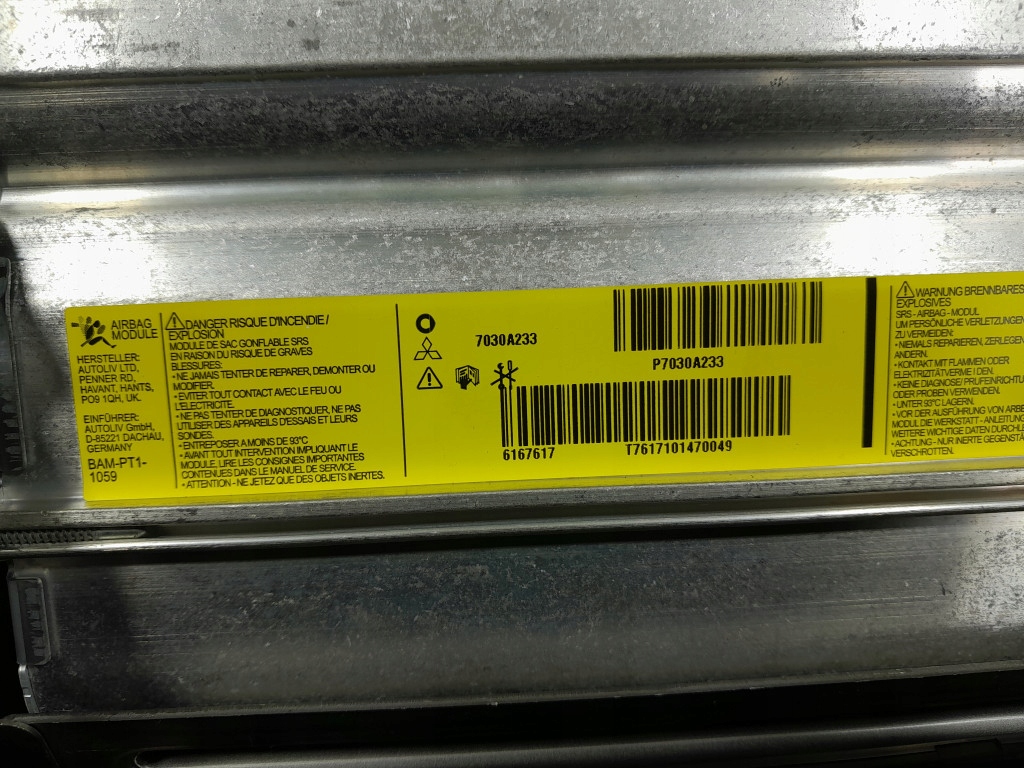 AIRBAG
MODULE
HERSTELLER:
AUTOLIV LTD,
PENNER RD,
HAVANT, HANTS,
PO9 1QH, UK.
EINFÜHRER:
AUTOLIV GmbH,
D-85221 DACHAU,
GERMANY
BAM-PT1-
1059
DANGER RISQUE D'INCENDIE /
EXPLOSION
MODULE DE SAC GONFLABLE SRS
EN RAISON DU RISQUE DE GRAVES
BLESSURES:
• NE JAMAIS TENTER DE REPARER, DEMONTER OU
MODIFIER.
• EVITER TOUT CONTACT AVEC LE FEU OU
L'ELECTRICITE.
• NE PAS TENTER DE DIAGNOSTIQUER, NE PAS
UTILISER DES APPAREILS D'ESSAIS ET LEURS
SONDES.
• ENTREPOSER A MOINS DE 93°C
• AVANT TOUT INTERVENTION IMPLIQUANT LE
MODULE, LIRE LES CONSIGNES IMPORTANTES
CONTENUES DANS LE MANUEL DE SERVICE.
• ATTENTION - NE JETEZ QUE DES OBJETS INERTES.
7030A233
P7030A233
6167617 T7617101470049
WARNUNG BRENNBARES
EXPLOSIVES
SRS - AIRBAG - MODUL
UM PERSÖNLICHE VERLETZUNGEN
ZU VERMEIDEN:
• NIEMALS REPARIEREN, ZERLEGEN
ÄNDERN.
• KONTAKT MIT FLAMMEN ODER
ELEKTRIZITÄT VERMEIDEN.
• KEINE DIAGNOSE/ PRÜFEINRICHTU
ODER PROBEN VERWENDEN.
• UNTER 93°C LAGERN.
• VOR DER AUSFÜHRUNG VON ARBE
MODUL DIE WERKSTATT - ANLEITUNG
WEITERE WICHTIGE DATEN DURCHLE
• ACHTUNG - NUR INERTE GEGENSTÄ
VERSCHROTTEN.